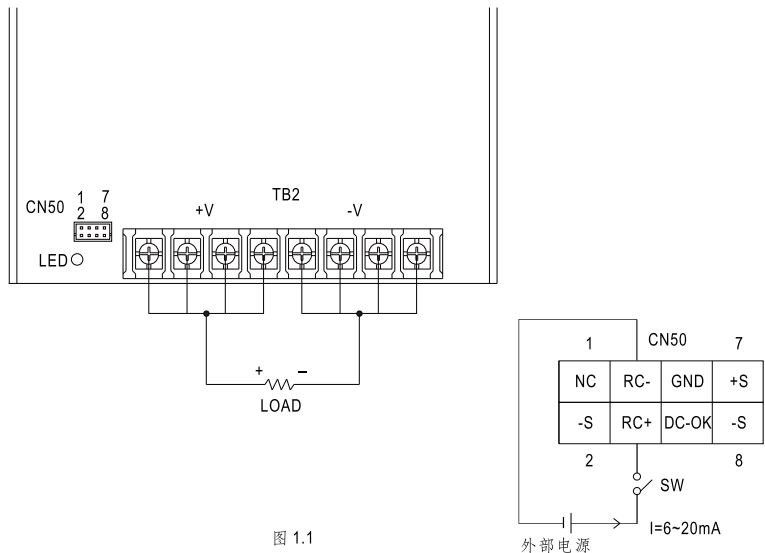 TB2
+V -V
CN50 1 7
2 8
LED
+ –
LOAD
图 1.1
1 CN50 7
NC RC- GND +S
-S RC+ DC-OK -S
2 8
SW
I=6~20mA
外部电源